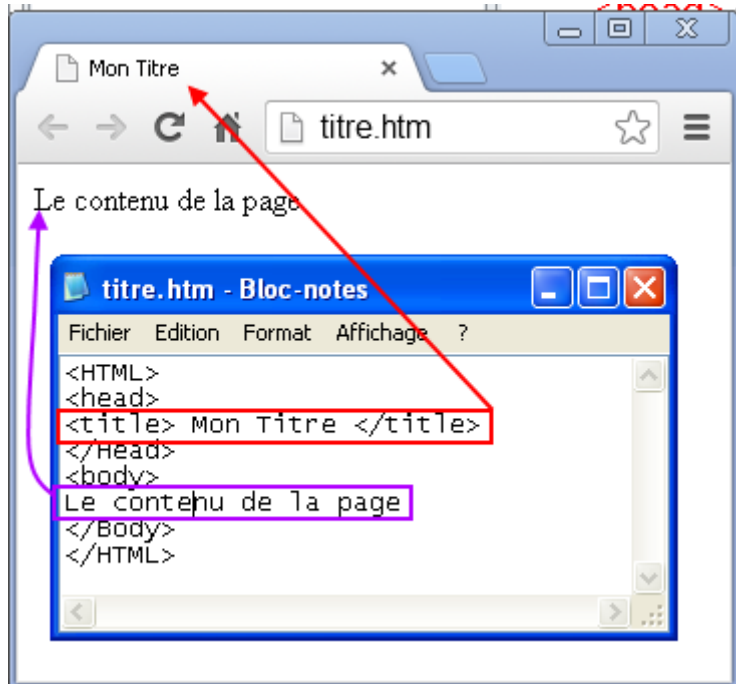 <head>
Mon Titre
titre.htm
Le contenu de la page
titre.htm - Bloc-notes
Fichier Edition Format Affichage ?
<HTML>
<head>
<title> Mon Titre </title>
</Head>
<body>
Le contenu de la page
</Body>
</HTML>